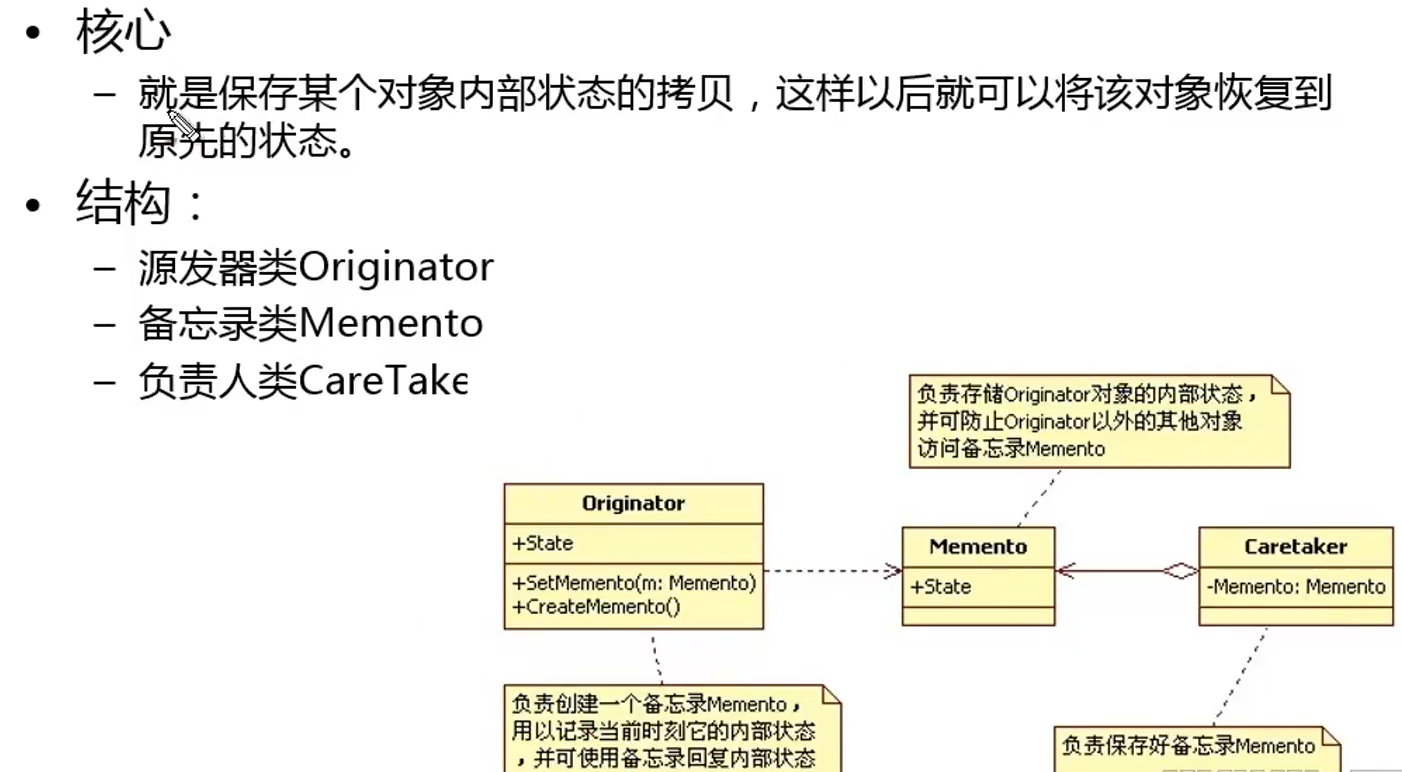 核心
就是保存某个对象内部状态的拷贝，这样以后就可以将该对象恢复到
原先的状态。
结构：
源发器类Originator
备忘录类Memento
负责人类CareTake
负责存储Originator对象的内部状态，
并可防止Originator以外的其他对象
访问备忘录Memento
Originator
+State
+SetMemento(m: Memento)
+CreateMemento()
Memento
+State
Caretaker
-Memento: Memento
负责创建一个备忘录Memento，
用以记录当前时刻它的内部状态
，并可使用备忘录回复内部状态
负责保存好备忘录Memento